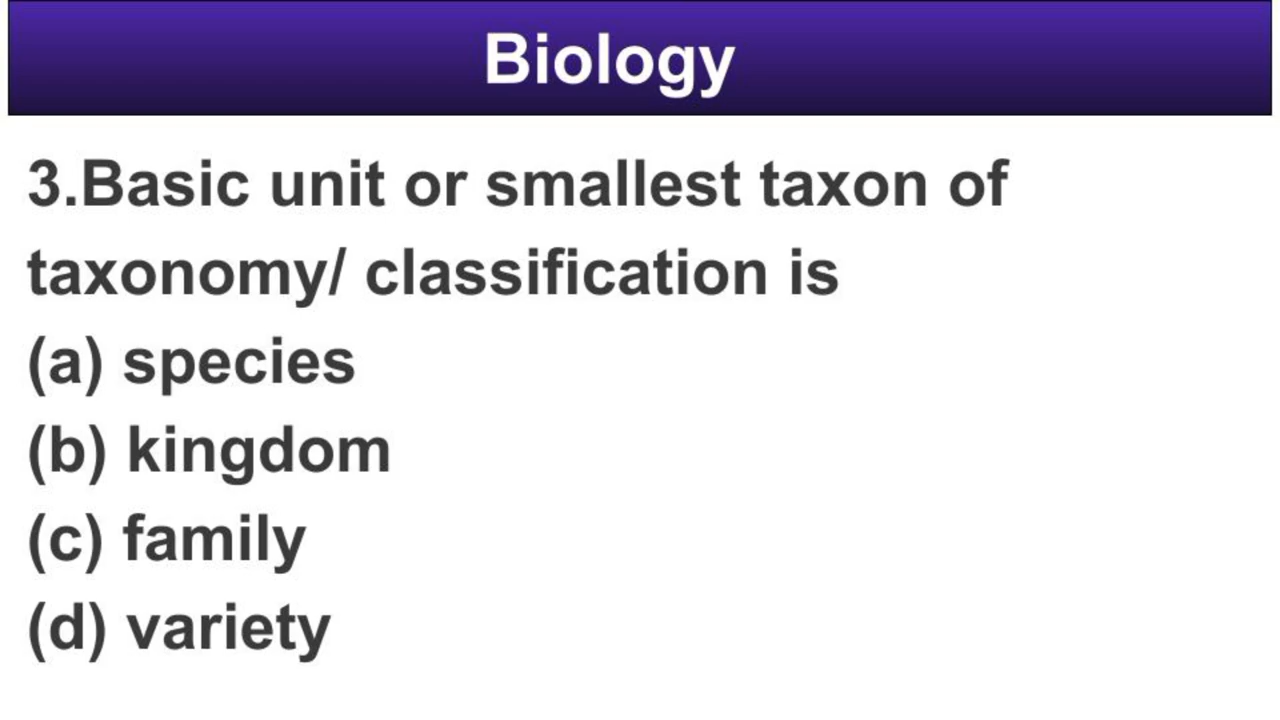 Biology
3.Basic unit or smallest taxon of
taxonomy/ classification is
(a) species
(b) kingdom
(c) family
(d) variety